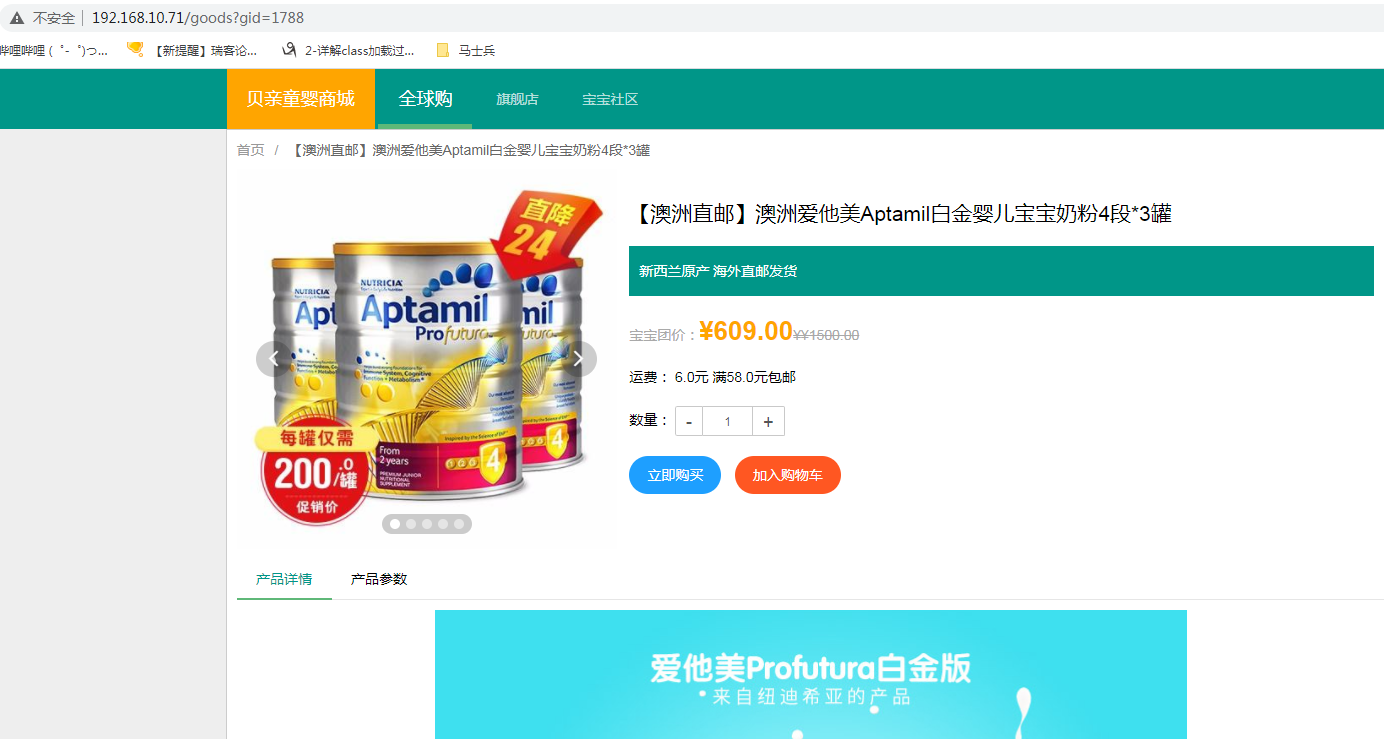 不安全 | 192.168.10.71/goods?gid=1788
哔哩哔哩 (゜-゜)つ... 【新提醒】瑞客论... 2-详解class加载过... 马士兵
贝亲童婴商城 全球购 旗舰店 宝宝社区
首页 / 【澳洲直邮】澳洲爱他美Aptamil白金婴儿宝宝奶粉4段*3罐
直降
24
NUTRICIA
Aptamil
Profutura
From
2 years
PREMIUM JUNIOR
NUTRITIONAL
SUPPLEMENT
4
每罐仅需
200.0/罐
促销价
【澳洲直邮】澳洲爱他美Aptamil白金婴儿宝宝奶粉4段*3罐
新西兰原产 海外直邮发货
宝宝团价：¥609.00¥¥1500.00
运费： 6.0元 满58.0元包邮
数量： - 1 +
立即购买 加入购物车
产品详情 产品参数
爱他美Profutura白金版
来自纽迪希亚的产品